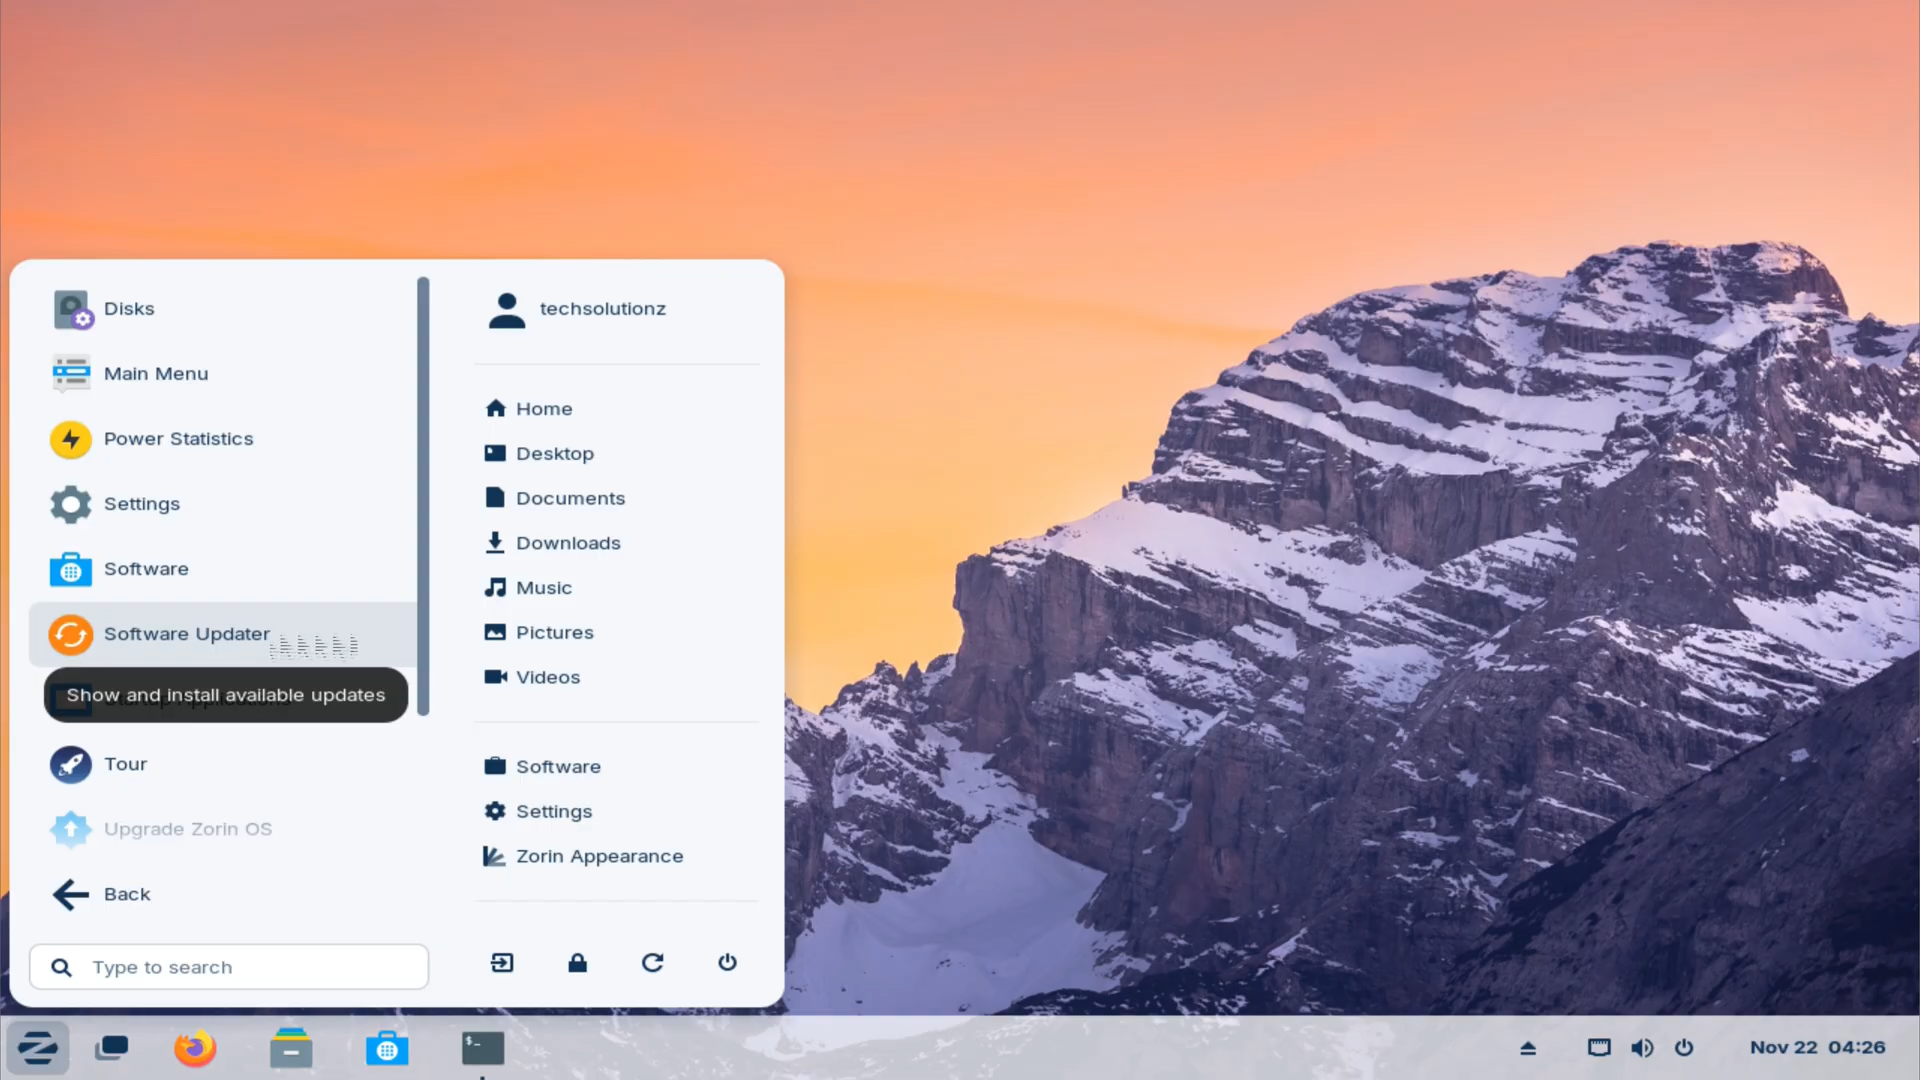 Disks
Main Menu
Power Statistics
Settings
Software
Software Updater
Show and install available updates
Tour
Upgrade Zorin OS
Back
Type to search
techsolutionz
Home
Desktop
Documents
Downloads
Music
Pictures
Videos
Software
Settings
Zorin Appearance
$_
Nov 22 04:26